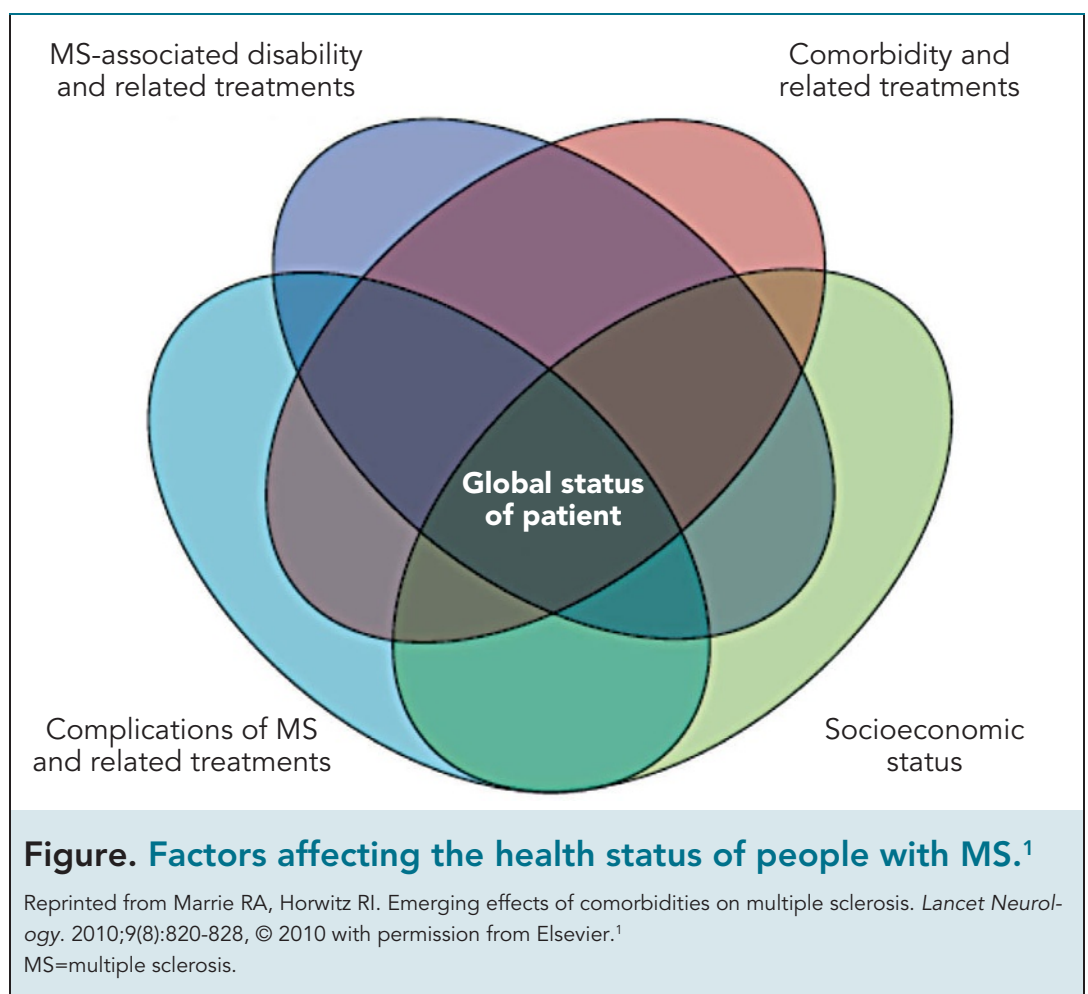 MS-associated disability
and related treatments
Comorbidity and
related treatments
Global status
of patient
Complications of MS
and related treatments
Socioeconomic
status
Figure. Factors affecting the health status of people with MS.1
Reprinted from Marrie RA, Horwitz RI. Emerging effects of comorbidities on multiple sclerosis. Lancet Neurol-
ogy. 2010;9(8):820-828, © 2010 with permission from Elsevier.1
MS=multiple sclerosis.